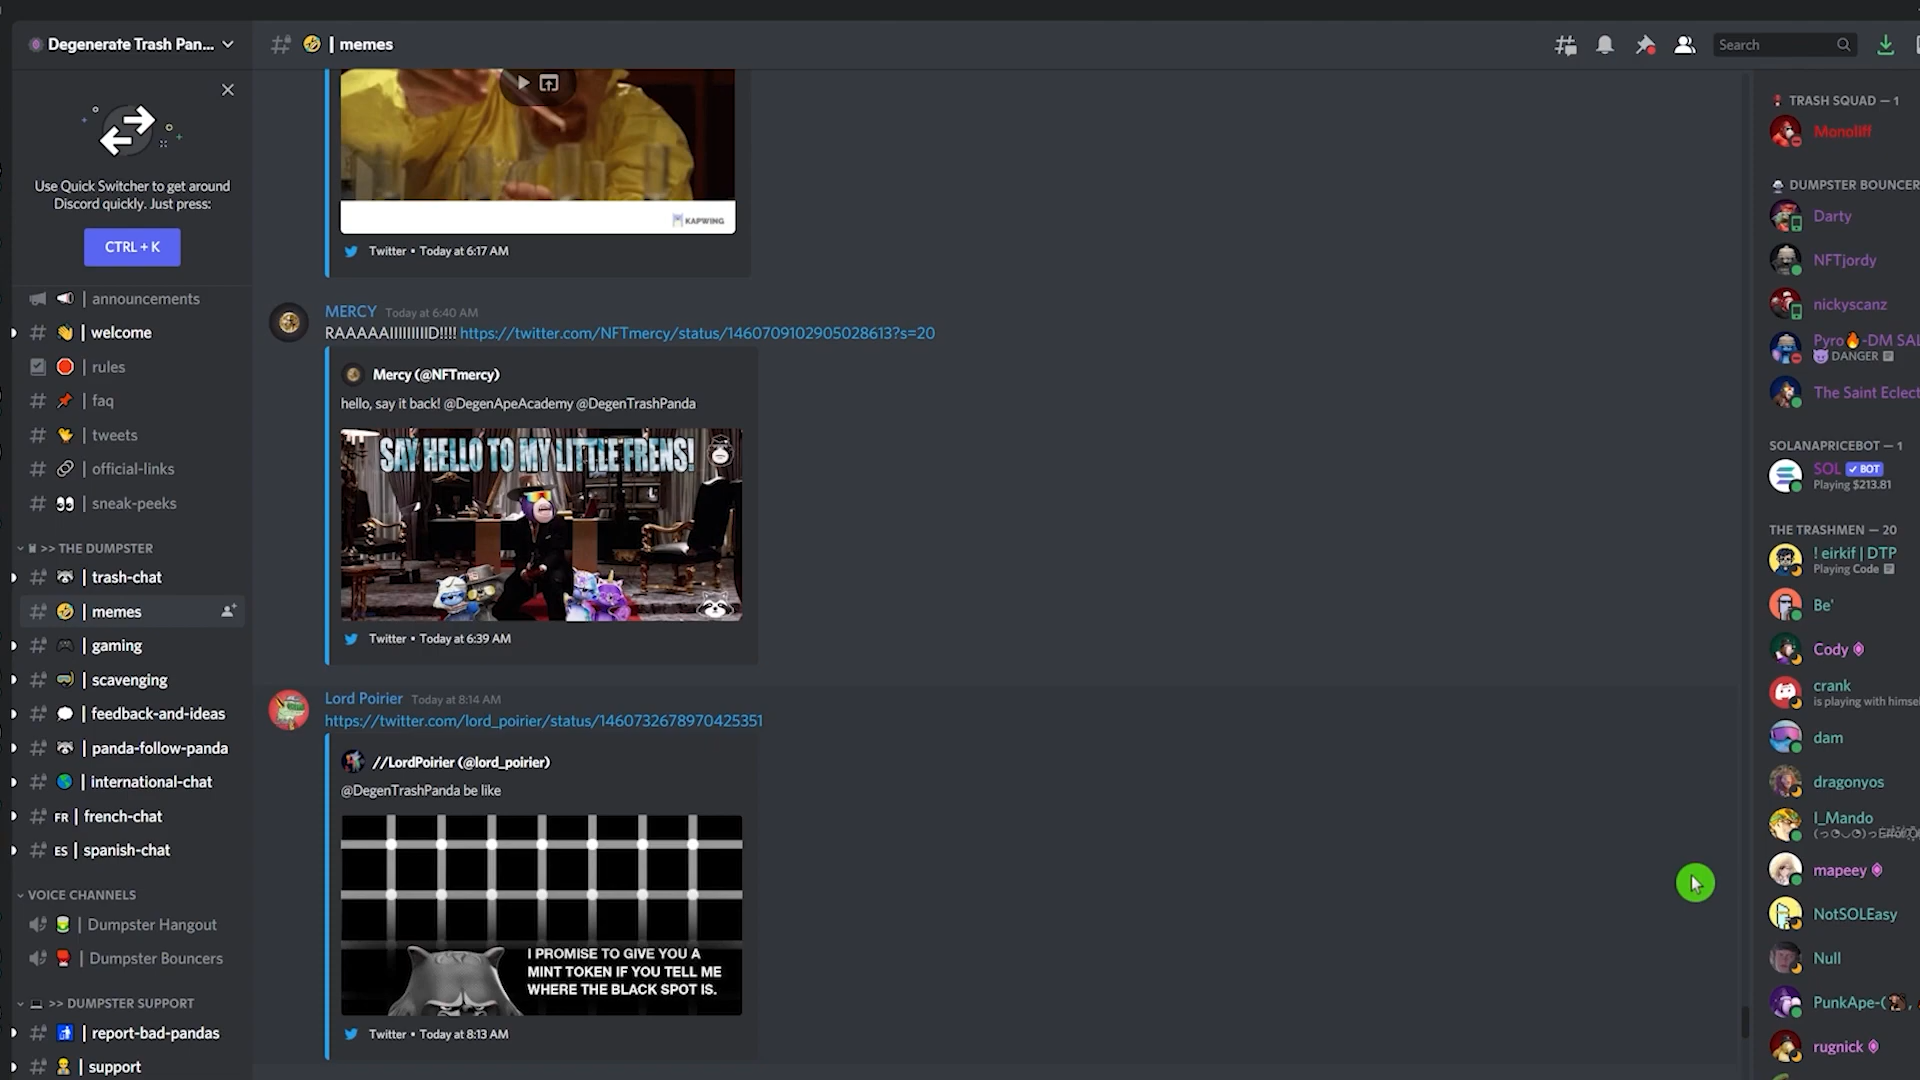 Degenerate Trash Pan...
| memes
Search
Use Quick Switcher to get around
Discord quickly. Just press:
CTRL + K
| announcements
# | welcome
| rules
# | faq
# | tweets
# | official-links
# | sneak-peeks
>> THE DUMPSTER
# | trash-chat
# | memes
# | gaming
# | scavenging
# | feedback-and-ideas
# | panda-follow-panda
# | international-chat
# FR | french-chat
# ES | spanish-chat
VOICE CHANNELS
| Dumpster Hangout
| Dumpster Bouncers
>> DUMPSTER SUPPORT
# | report-bad-pandas
# | support
KAPWING
Twitter • Today at 6:17 AM
MERCY Today at 6:40 AM
RAAAAAIIIIIIIIID!!!! https://twitter.com/NFTmercy/status/1460709102905028613?s=20
Mercy (@NFTmercy)
hello, say it back! @DegenApeAcademy @DegenTrashPanda
SAY HELLO TO MY LITTLE FRENS!
Twitter • Today at 6:39 AM
Lord Poirier Today at 8:14 AM
https://twitter.com/lord_poirier/status/1460732678970425351
//LordPoirier (@lord_poirier)
@DegenTrashPanda be like
I PROMISE TO GIVE YOU A
MINT TOKEN IF YOU TELL ME
WHERE THE BLACK SPOT IS.
Twitter • Today at 8:13 AM
TRASH SQUAD — 1
Monoliff
DUMPSTER BOUNCER
Darty
NFTjordy
nickyscanz
Pyro🔥-DM SAL
DANGER
The Saint Eclect
SOLANAPRICEBOT — 1
SOL BOT
Playing $213.81
THE TRASHMEN — 20
! eirkif | DTP
Playing Code
Be'
Cody
crank
is playing with himse
dam
dragonyos
I_Mando
mapeey
NotSOLEasy
Null
PunkApe-(
rugnick